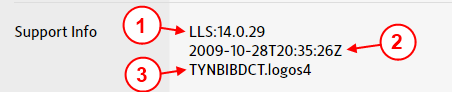 Support Info
1 LLS:14.0.29
2009-10-28T20:35:26Z 2
3 TYNBIBDCT.logos4